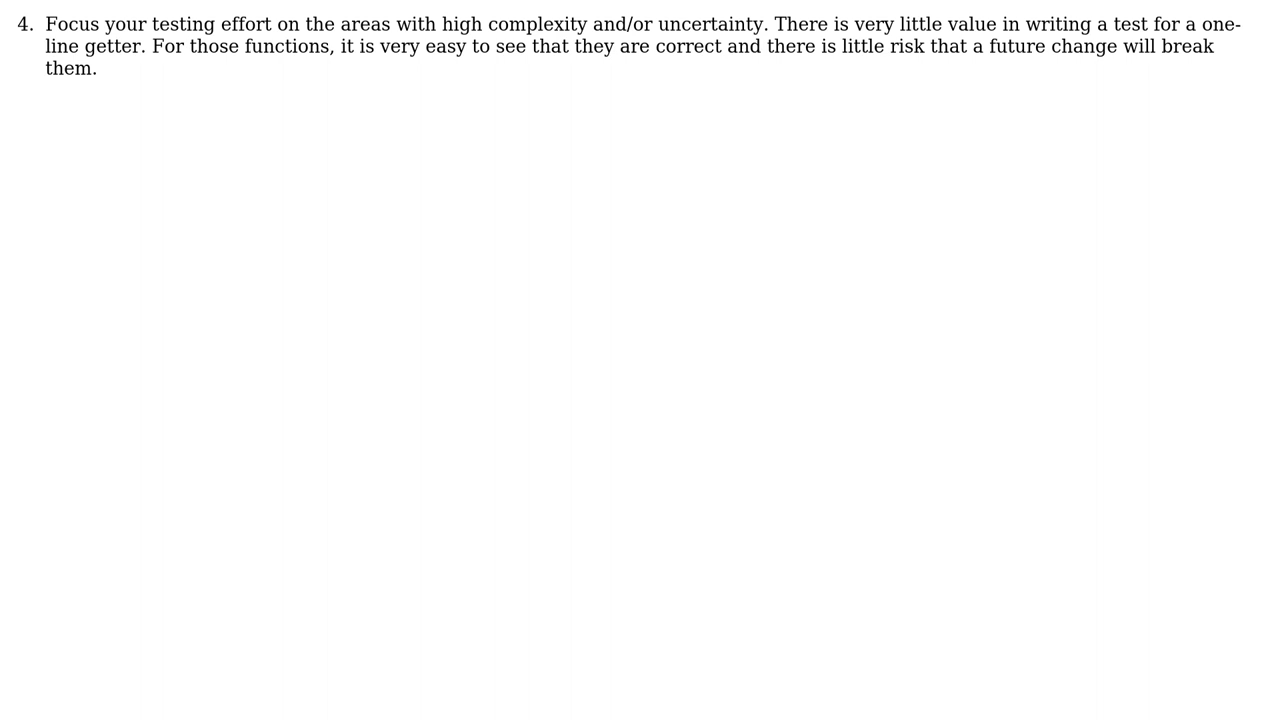 4. Focus your testing effort on the areas with high complexity and/or uncertainty. There is very little value in writing a test for a one-
line getter. For those functions, it is very easy to see that they are correct and there is little risk that a future change will break
them.